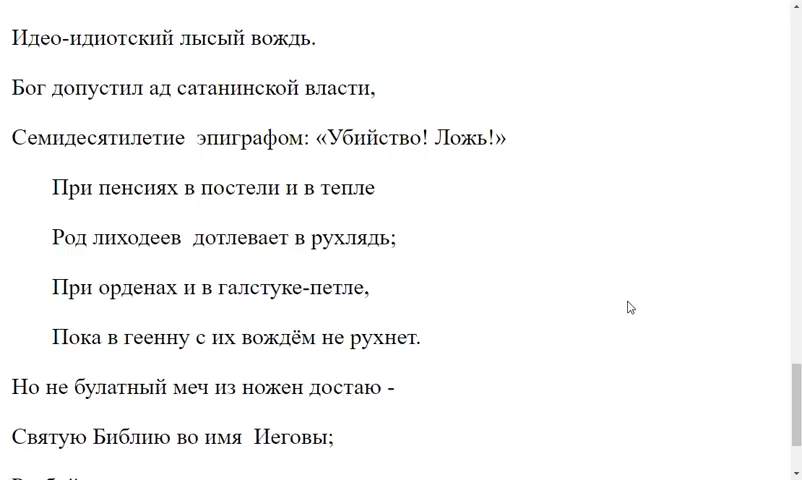 Идео-идиотский лысый вождь.
Бог допустил ад сатанинской власти,
Семидесятилетие  эпиграфом: «Убийство! Ложь!»
При пенсиях в постели и в тепле
Род лиходеев  дотлевает в рухлядь;
При орденах и в галстуке-петле,
Пока в геенну с их вождём не рухнет.
Но не булатный меч из ножен достаю -
Святую Библию во имя  Иеговы;